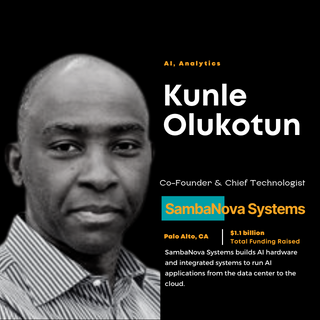 AI, Analytics
Kunle
Olukotun
Co-Founder & Chief Technologist
SambaNova Systems
Palo Alto, CA
$1.1 billion
Total Funding Raised
SambaNova Systems builds AI hardware
and integrated systems to run AI
applications from the data center to the
cloud.